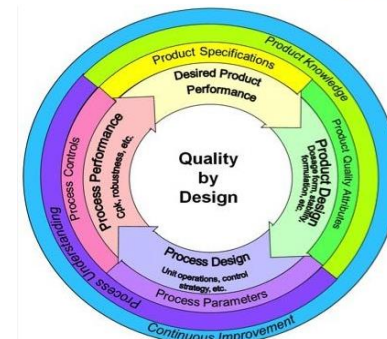 Product Knowledge
Product Specifications
Desired Product
Performance
Product Quality Attributes
Product Design
Dosage form, stability,
formulation, etc.
Quality
by
Design
Process Performance
Cpk, robustness, etc.
Process Controls
Process Design
Unit operations, control
strategy, etc.
Process Parameters
Process Understanding
Continuous Improvement